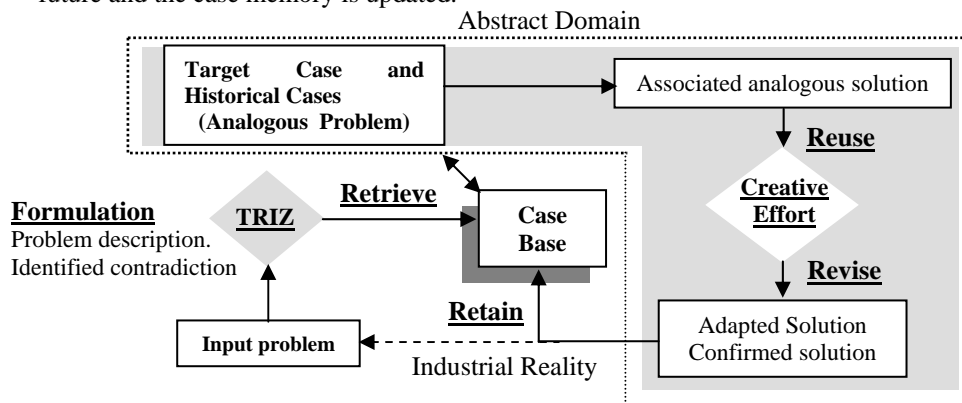 future and the case memory is updated.
Abstract Domain
Target Case and
Historical Cases
(Analogous Problem)
Associated analogous solution
Reuse
Creative
Effort
Revise
Adapted Solution
Confirmed solution
Formulation
Problem description.
Identified contradiction
TRIZ
Retrieve
Case
Base
Retain
Input problem
Industrial Reality